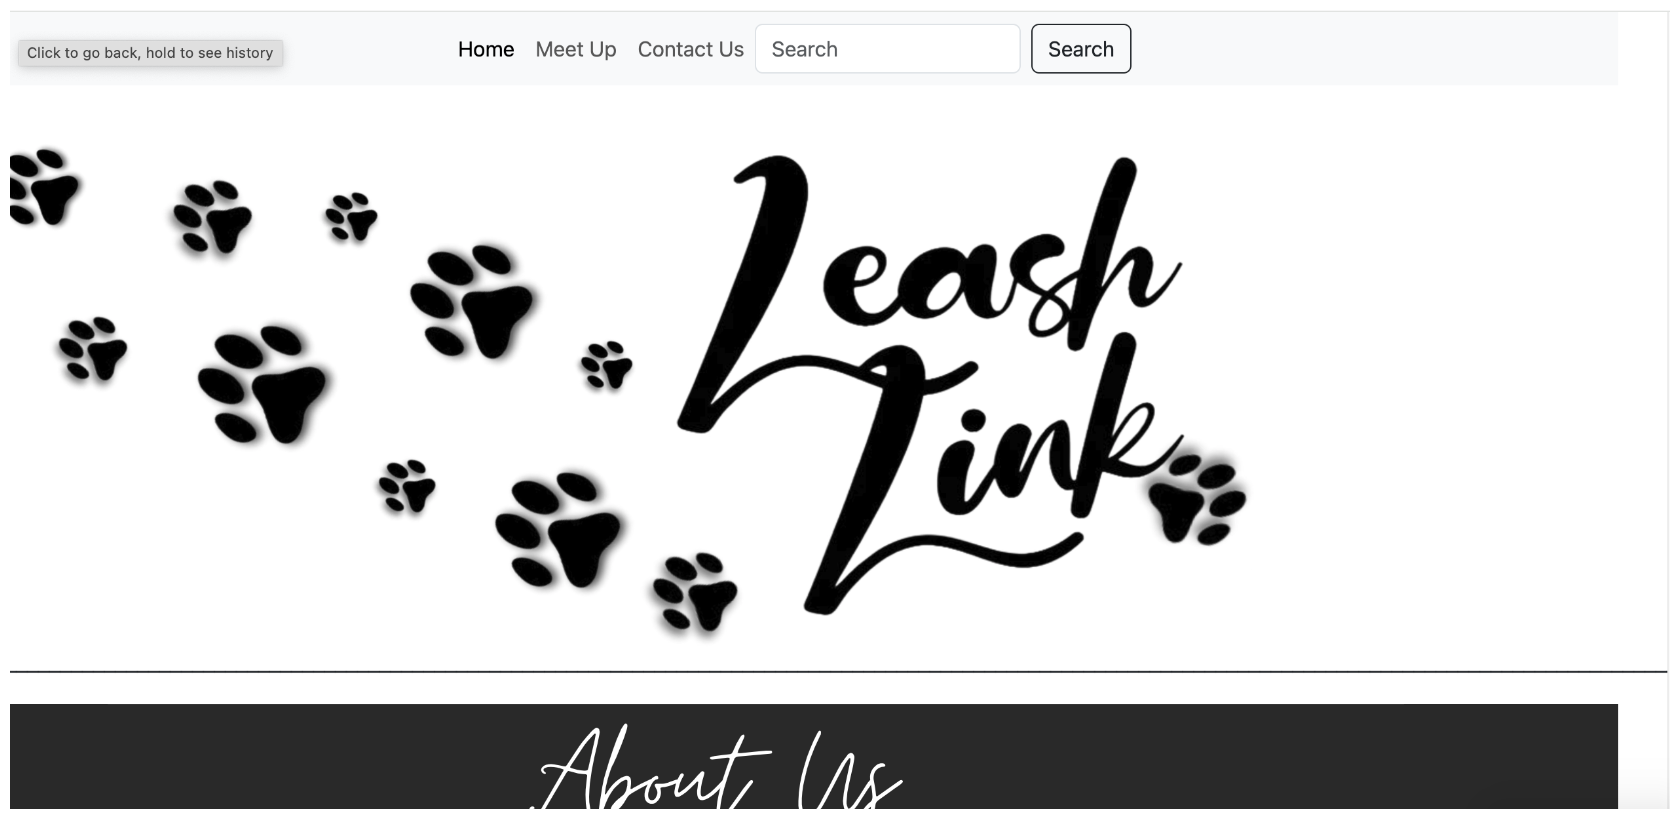 Click to go back, hold to see history
Home Meet Up Contact Us Search Search
Leash
Link
About Us